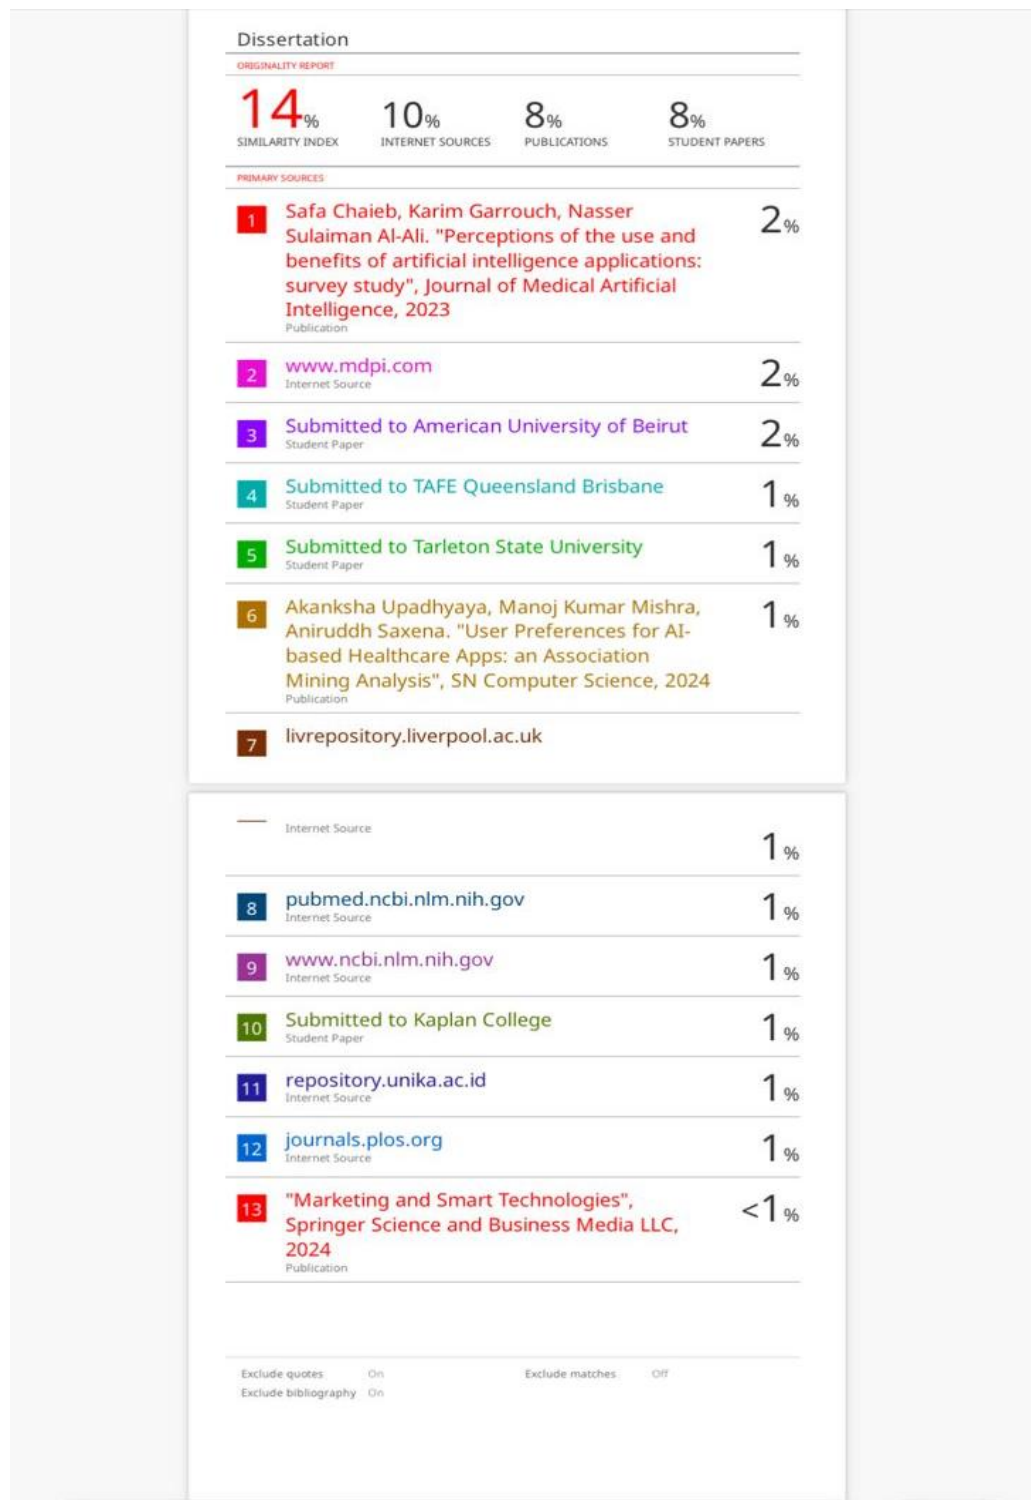 Dissertation
ORIGINALITY REPORT
14% 10% 8% 8%
SIMILARITY INDEX INTERNET SOURCES PUBLICATIONS STUDENT PAPERS
PRIMARY SOURCES
1 Safa Chaieb, Karim Garrouch, Nasser 2%
Sulaiman Al-Ali. "Perceptions of the use and
benefits of artificial intelligence applications:
survey study", Journal of Medical Artificial
Intelligence, 2023
Publication
2 www.mdpi.com 2%
Internet Source
3 Submitted to American University of Beirut 2%
Student Paper
4 Submitted to TAFE Queensland Brisbane 1%
Student Paper
5 Submitted to Tarleton State University 1%
Student Paper
6 Akanksha Upadhyaya, Manoj Kumar Mishra, 1%
Aniruddh Saxena. "User Preferences for AI-
based Healthcare Apps: an Association
Mining Analysis", SN Computer Science, 2024
Publication
7 livrepository.liverpool.ac.uk
Internet Source
1%
8 pubmed.ncbi.nlm.nih.gov 1%
Internet Source
9 www.ncbi.nlm.nih.gov 1%
Internet Source
10 Submitted to Kaplan College 1%
Student Paper
11 repository.unika.ac.id 1%
Internet Source
12 journals.plos.org 1%
Internet Source
13 "Marketing and Smart Technologies", <1%
Springer Science and Business Media LLC,
2024
Publication
Exclude quotes On Exclude matches Off
Exclude bibliography On